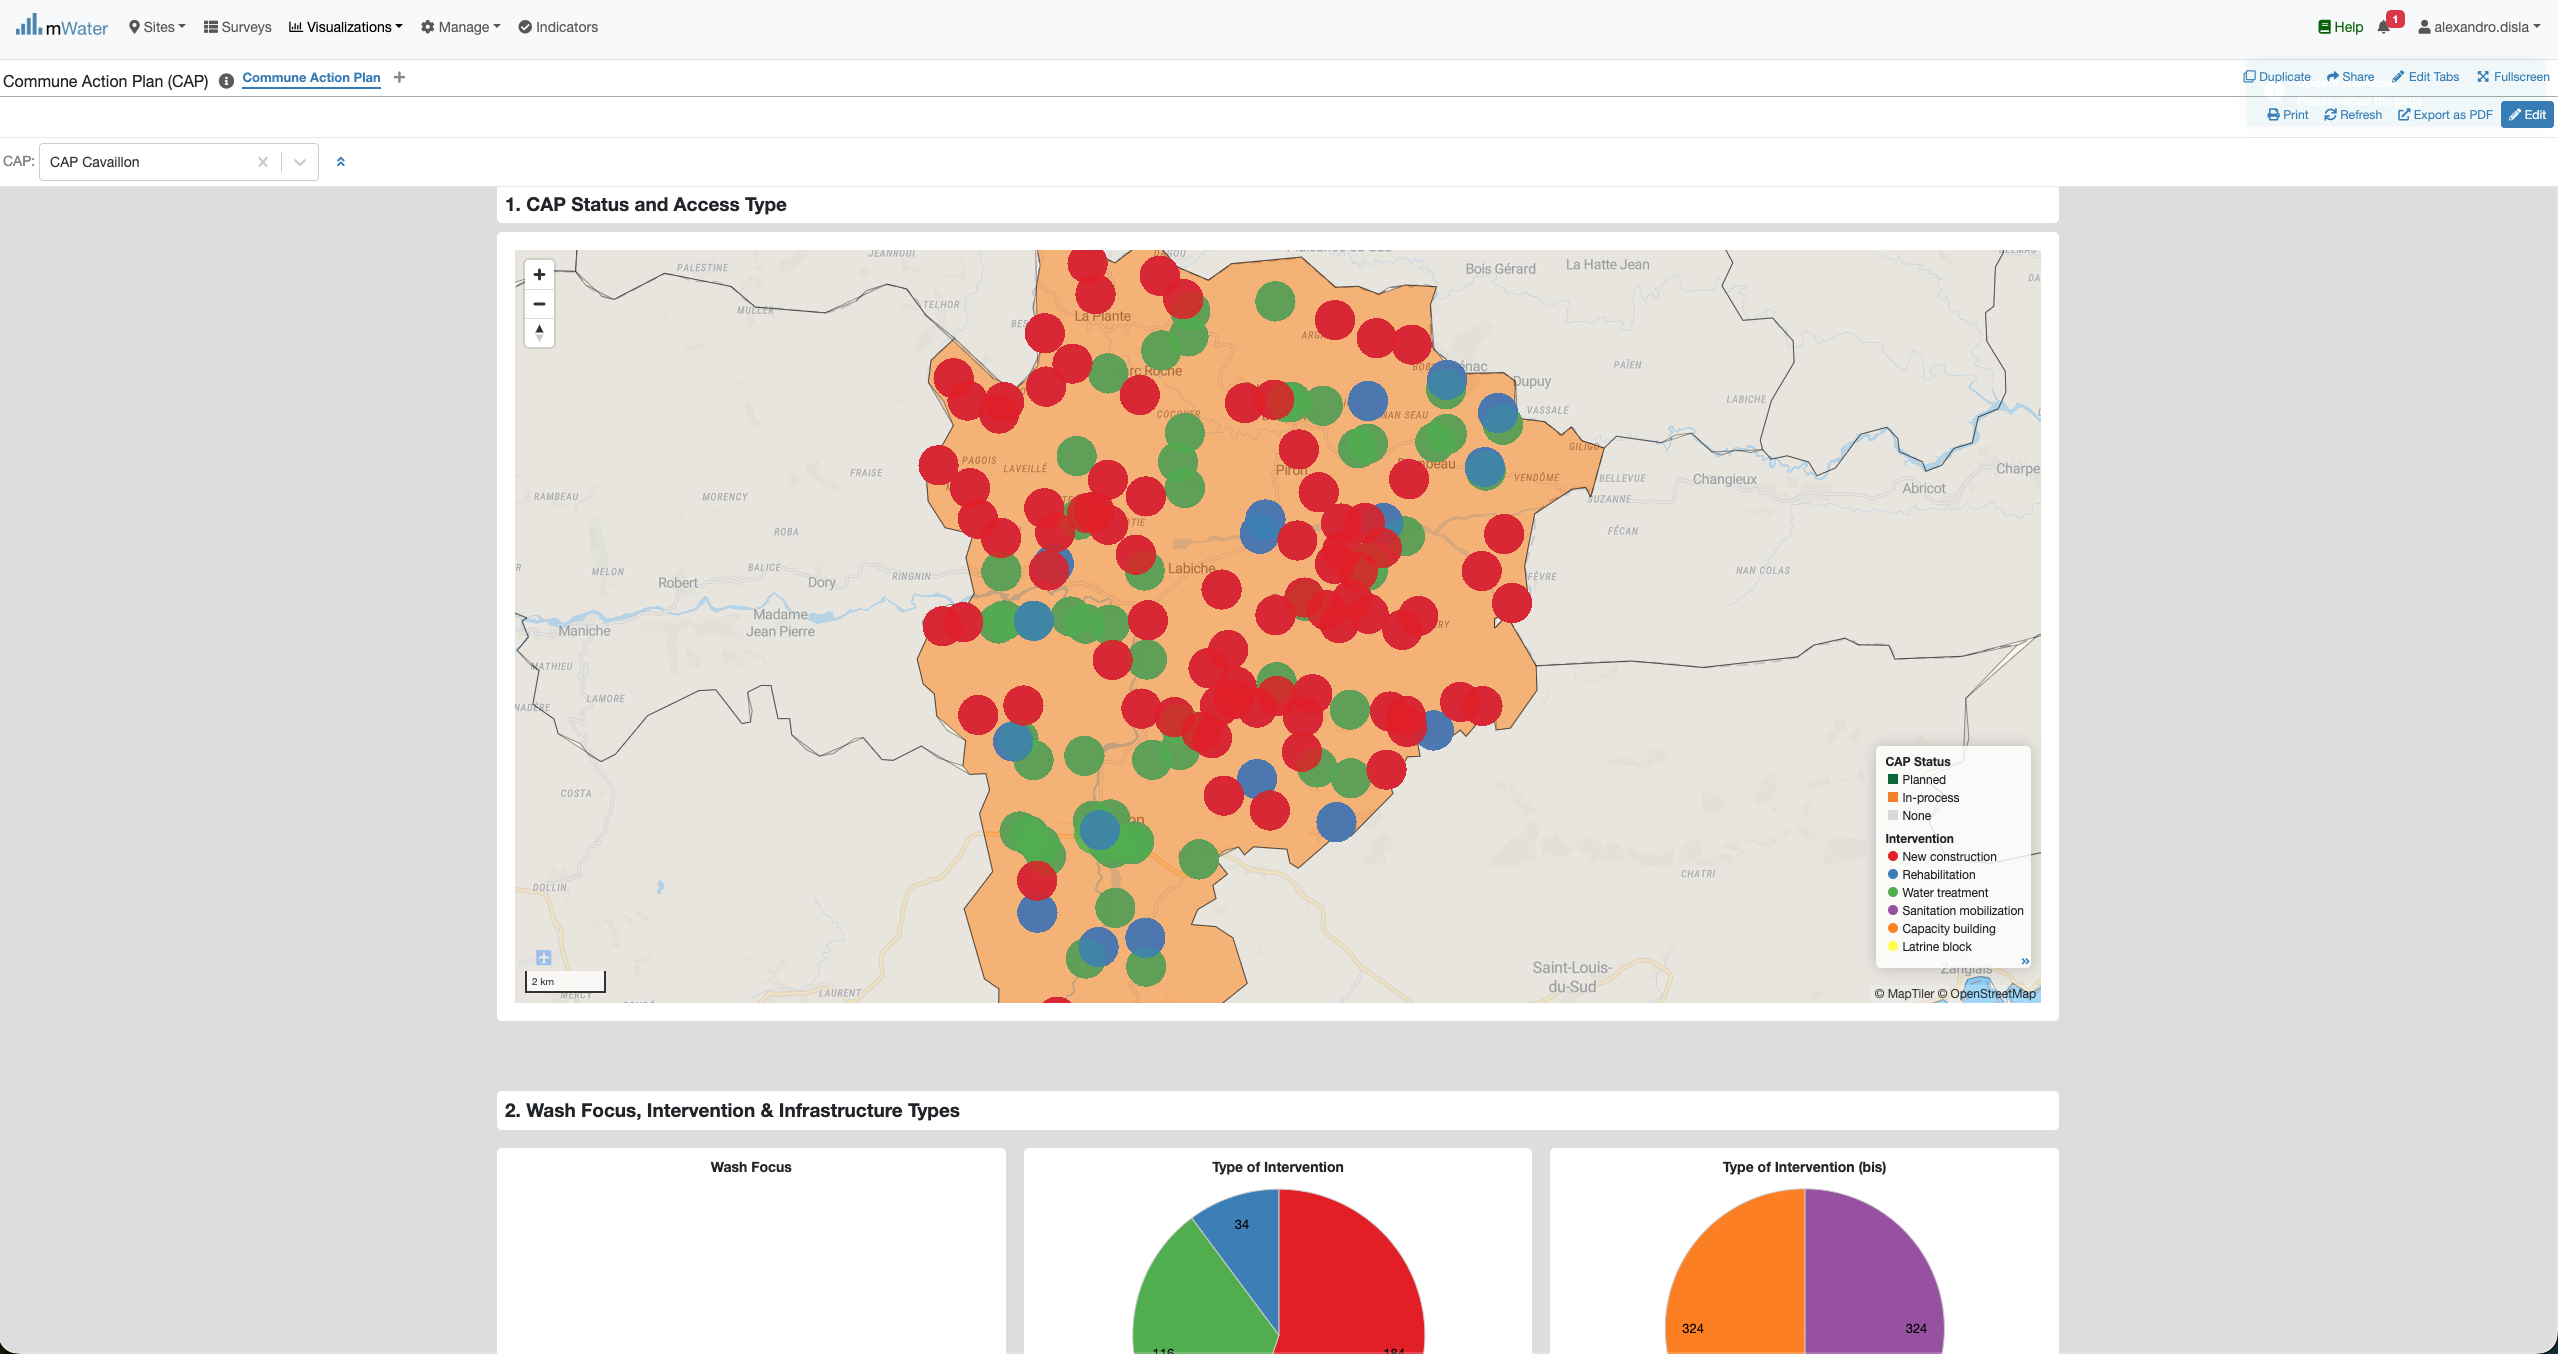 mWater Sites Surveys Visualizations Manage Indicators Help 1 alexandro.disla
Commune Action Plan (CAP) Commune Action Plan + Duplicate Share Edit Tabs Fullscreen
Print Refresh Export as PDF Edit
CAP: CAP Cavaillon
1. CAP Status and Access Type
JEANROUI
Bois Gérard
La Hatte Jean
PALESTINE
TELHOR
MULLER
La Plante
PAÏEN
Dupuy
LABICHE
VASSALE
NAN SEAU
GILIGO
PAGOIS
LAVEILLÉ
FRAISE
Piron
VENDÔME
BELLEVUE
Changieux
Charpe
Abricot
RAMBEAU
MORENCY
SUZANNE
ROBA
FÉCAN
MELON
BALICE
Labiche
Robert
Dory
RINGNIN
FÈVRE
NAN COLAS
Madame
Jean Pierre
Maniche
MATHIEU
LAMORE
COSTA
DOLLIN
CHATRI
Saint-Louis-
du-Sud
Zanglais
LAURENT
MERCY
2 km
CAP Status
Planned
In-process
None
Intervention
New construction
Rehabilitation
Water treatment
Sanitation mobilization
Capacity building
Latrine block
»
© MapTiler © OpenStreetMap
2. Wash Focus, Intervention & Infrastructure Types
Wash Focus
Type of Intervention
34
116
184
Type of Intervention (bis)
324
324